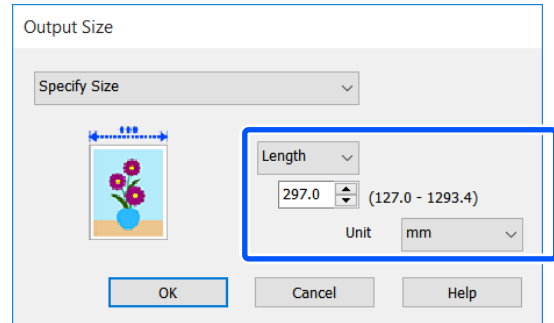 Output Size
Specify Size
Length
297.0 (127.0 - 1293.4)
Unit mm
OK Cancel Help